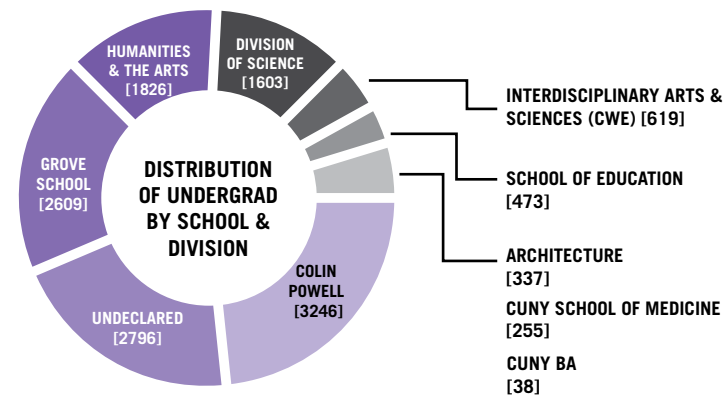 DISTRIBUTION
OF UNDERGRAD
BY SCHOOL &
DIVISION
HUMANITIES
& THE ARTS
[1826]
DIVISION
OF SCIENCE
[1603]
INTERDISCIPLINARY ARTS &
SCIENCES (CWE) [619]
SCHOOL OF EDUCATION
[473]
ARCHITECTURE
[337]
CUNY SCHOOL OF MEDICINE
[255]
CUNY BA
[38]
COLIN
POWELL
[3246]
UNDECLARED
[2796]
GROVE
SCHOOL
[2609]